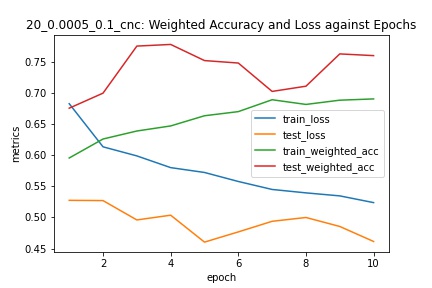 20_0.0005_0.1_cnc: Weighted Accuracy and Loss against Epochs
0.75
0.70
0.65
0.60
0.55
0.50
0.45
metrics
train_loss
test_loss
train_weighted_acc
test_weighted_acc
2 4 6 8 10
epoch